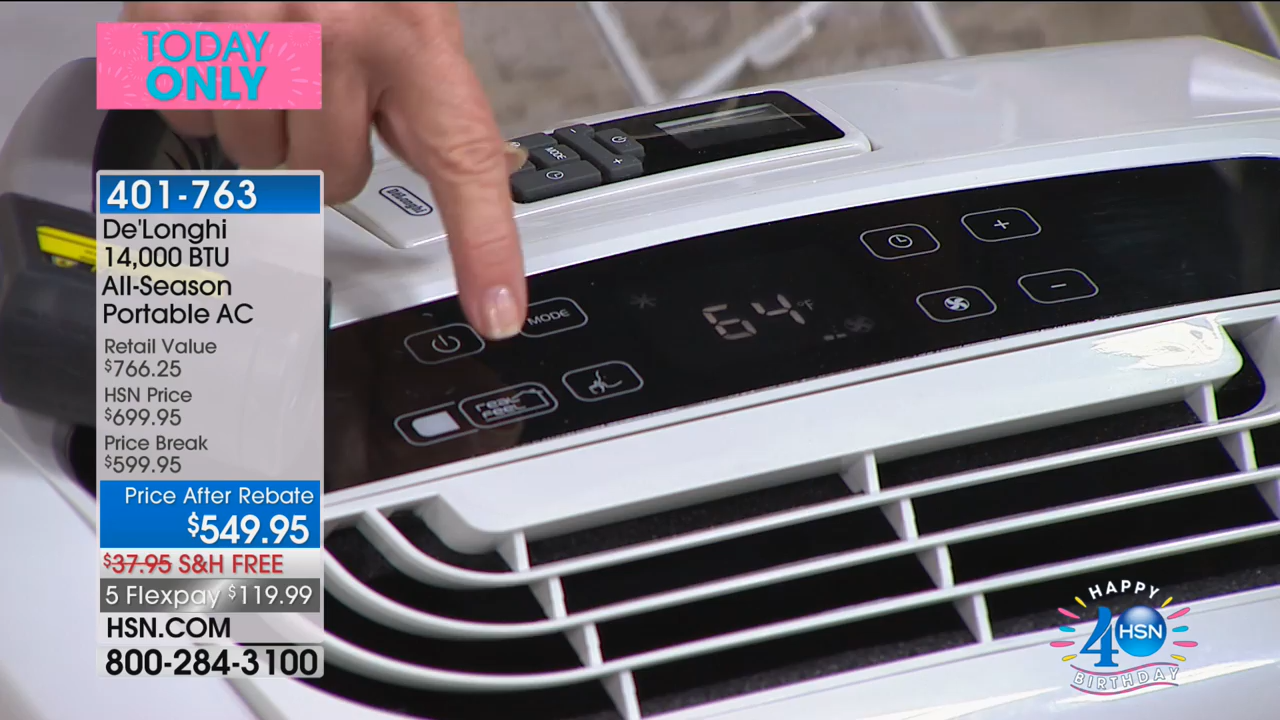 TODAY
ONLY
401-763
De'Longhi
14,000 BTU
All-Season
Portable AC
Retail Value
$766.25
HSN Price
$699.95
Price Break
$599.95
Price After Rebate
$549.95
$37.95 S&H FREE
5 Flexpay $119.99
HSN.COM
800-284-3100
MODE
+
DeLonghi
+
MODE
64°F
−
real
FEEL
HAPPY
40
HSN
BIRTHDAY